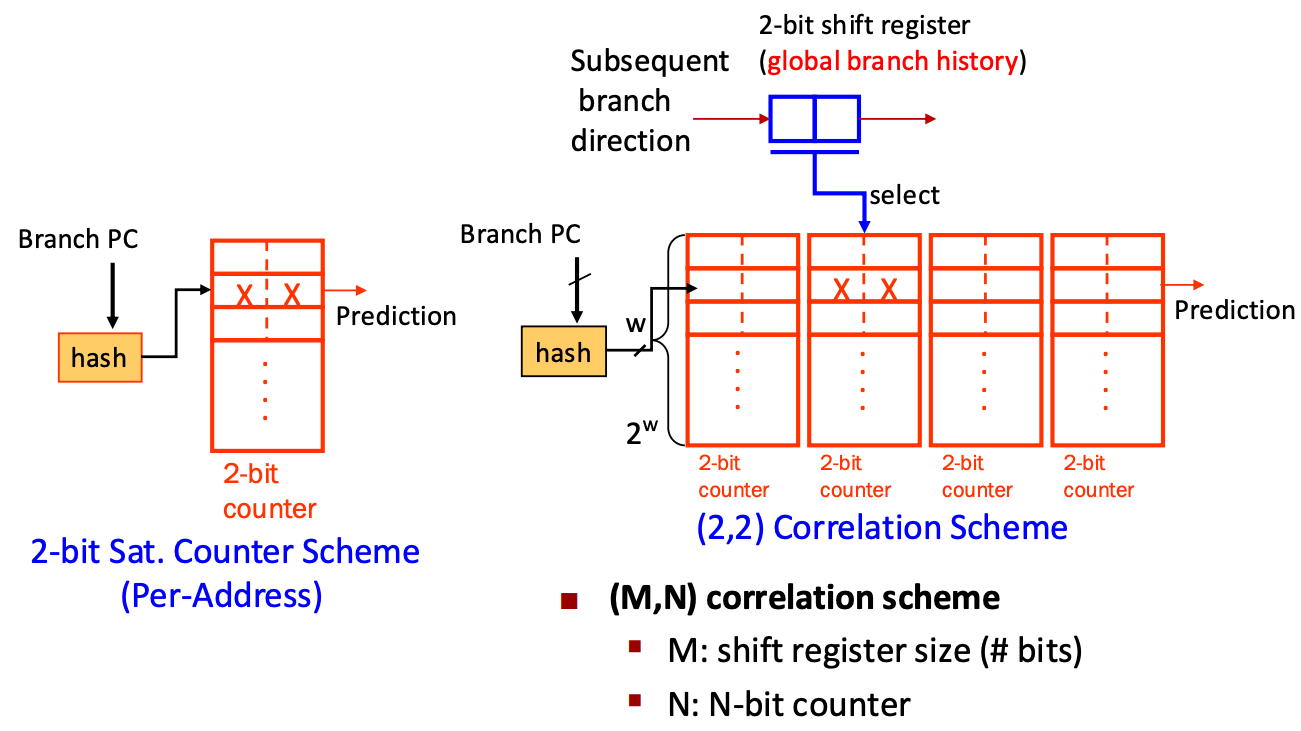 2-bit shift register
(global branch history)
Subsequent
branch
direction
select
Branch PC
hash
X X
Prediction
2-bit
counter
2-bit Sat. Counter Scheme
(Per-Address)
Branch PC
hash
w
2ʷ
X X
Prediction
2-bit
counter
2-bit
counter
2-bit
counter
2-bit
counter
(2,2) Correlation Scheme
(M,N) correlation scheme
M: shift register size (# bits)
N: N-bit counter